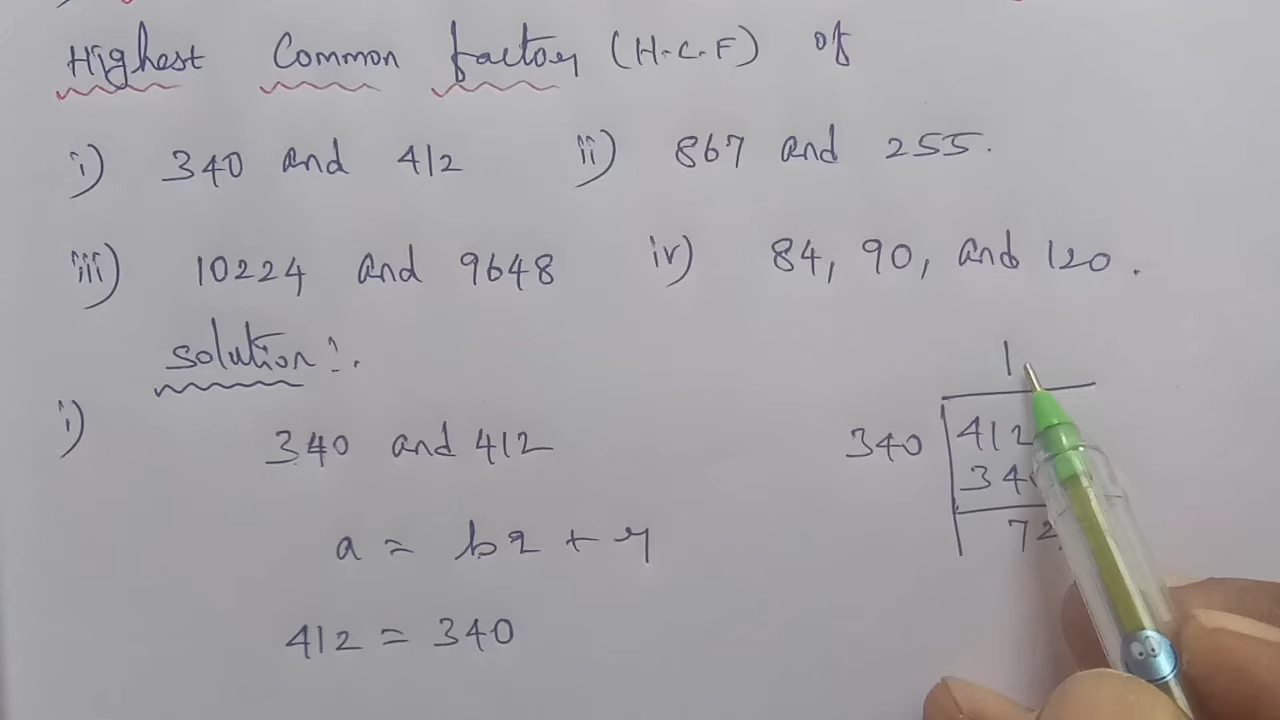 Highest Common factor (H.C.F) of
i) 340 and 412 ii) 867 and 255.
iii) 10224 and 9648 iv) 84, 90, and 120.
Solution:.
i) 340 and 412
a = bq + r
412 = 340
1
340 412
72